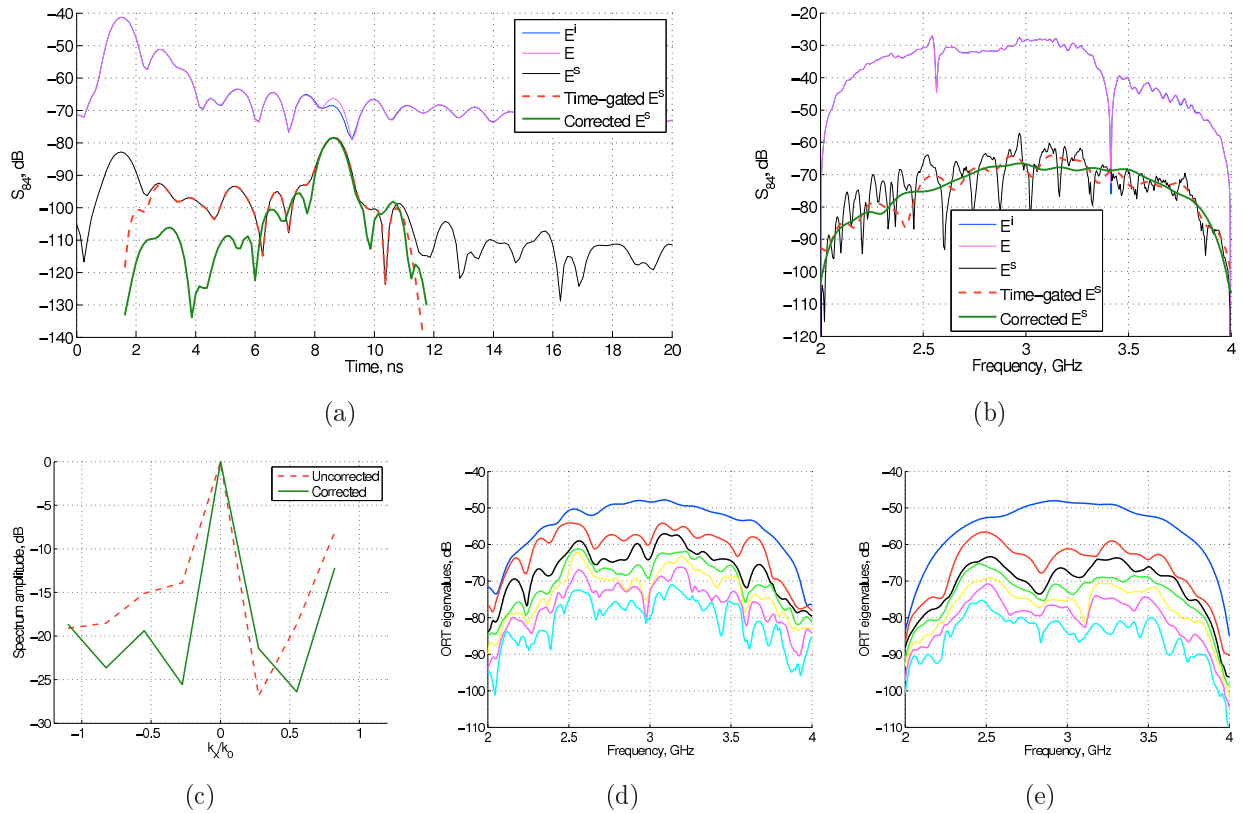 −40
−50
−60
−70
−80
−90
−100
−110
−120
−130
−140
S84, dB
0 2 4 6 8 10 12 14 16 18 20
Time, ns
E^i
E
E^s
Time−gated E^s
Corrected E^s
(a)
−20
−30
−40
−50
−60
−70
−80
−90
−100
−110
−120
S84, dB
2 2.5 3 3.5 4
Frequency, GHz
E^i
E
E^s
Time−gated E^s
Corrected E^s
(b)
0
−5
−10
−15
−20
−25
−30
Spectrum amplitude, dB
−1 −0.5 0 0.5 1
k_x/k_0
Uncorrected
Corrected
(c)
−40
−50
−60
−70
−80
−90
−100
−110
ORT eigenvalues, dB
2 2.5 3 3.5 4
Frequency, GHz
(d)
−40
−50
−60
−70
−80
−90
−100
−110
ORT eigenvalues, dB
2 2.5 3 3.5 4
Frequency, GHz
(e)